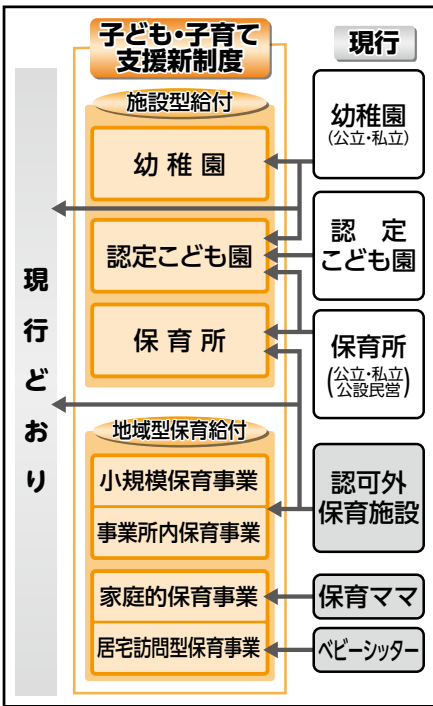 子ども・子育て
支援新制度
現行
施設型給付
幼稚園
認定こども園
保育所
地域型保育給付
小規模保育事業
事業所内保育事業
家庭的保育事業
居宅訪問型保育事業
幼稚園
(公立・私立)
認定
こども園
保育所
(公立・私立
公設民営)
認可外
保育施設
保育ママ
ベビーシッター
現行どおり